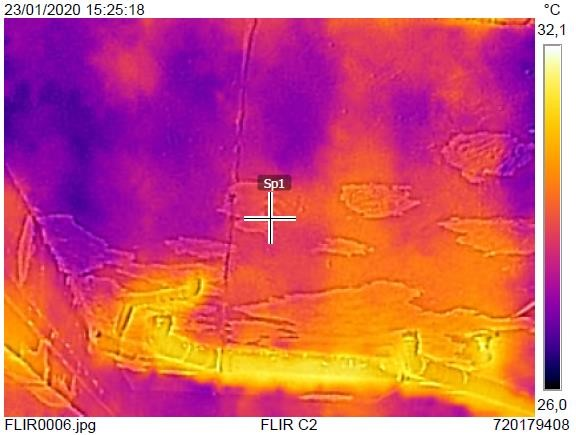 23/01/2020 15:25:18
°C
32,1
Sp1
26,0
FLIR0006.jpg
FLIR C2
720179408